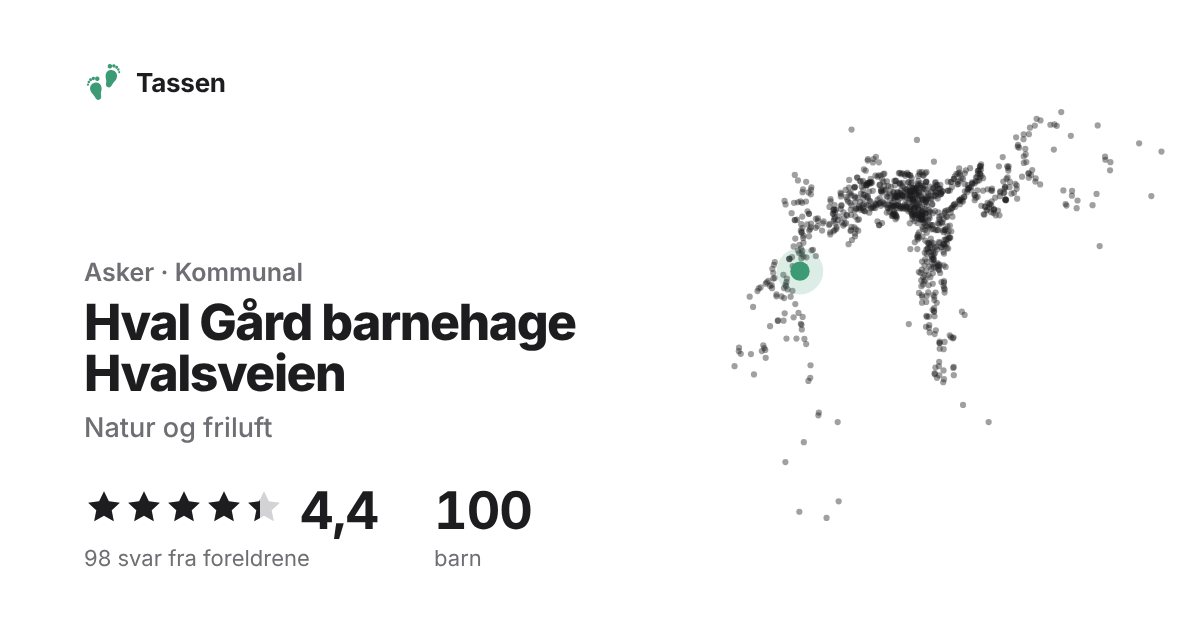 Tassen
Asker · Kommunal
Hval Gård barnehage
Hvalsveien
Natur og friluft
4,4
100
98 svar fra foreldrene
barn